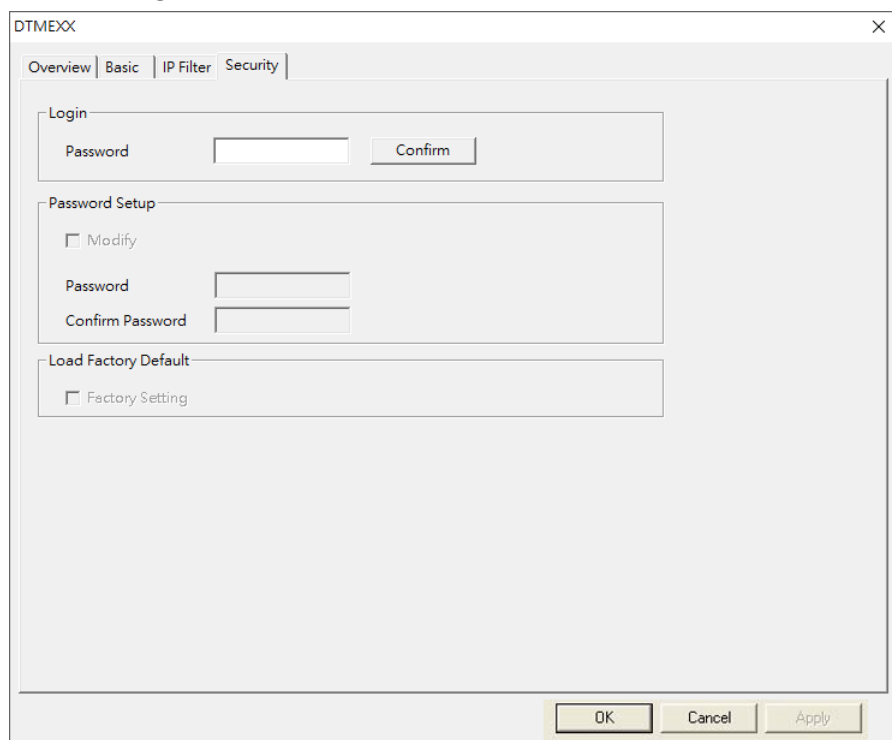 DTMEXX
Overview Basic IP Filter Security
Login
Password Confirm
Password Setup
Modify
Password
Confirm Password
Load Factory Default
Factory Setting
OK Cancel Apply